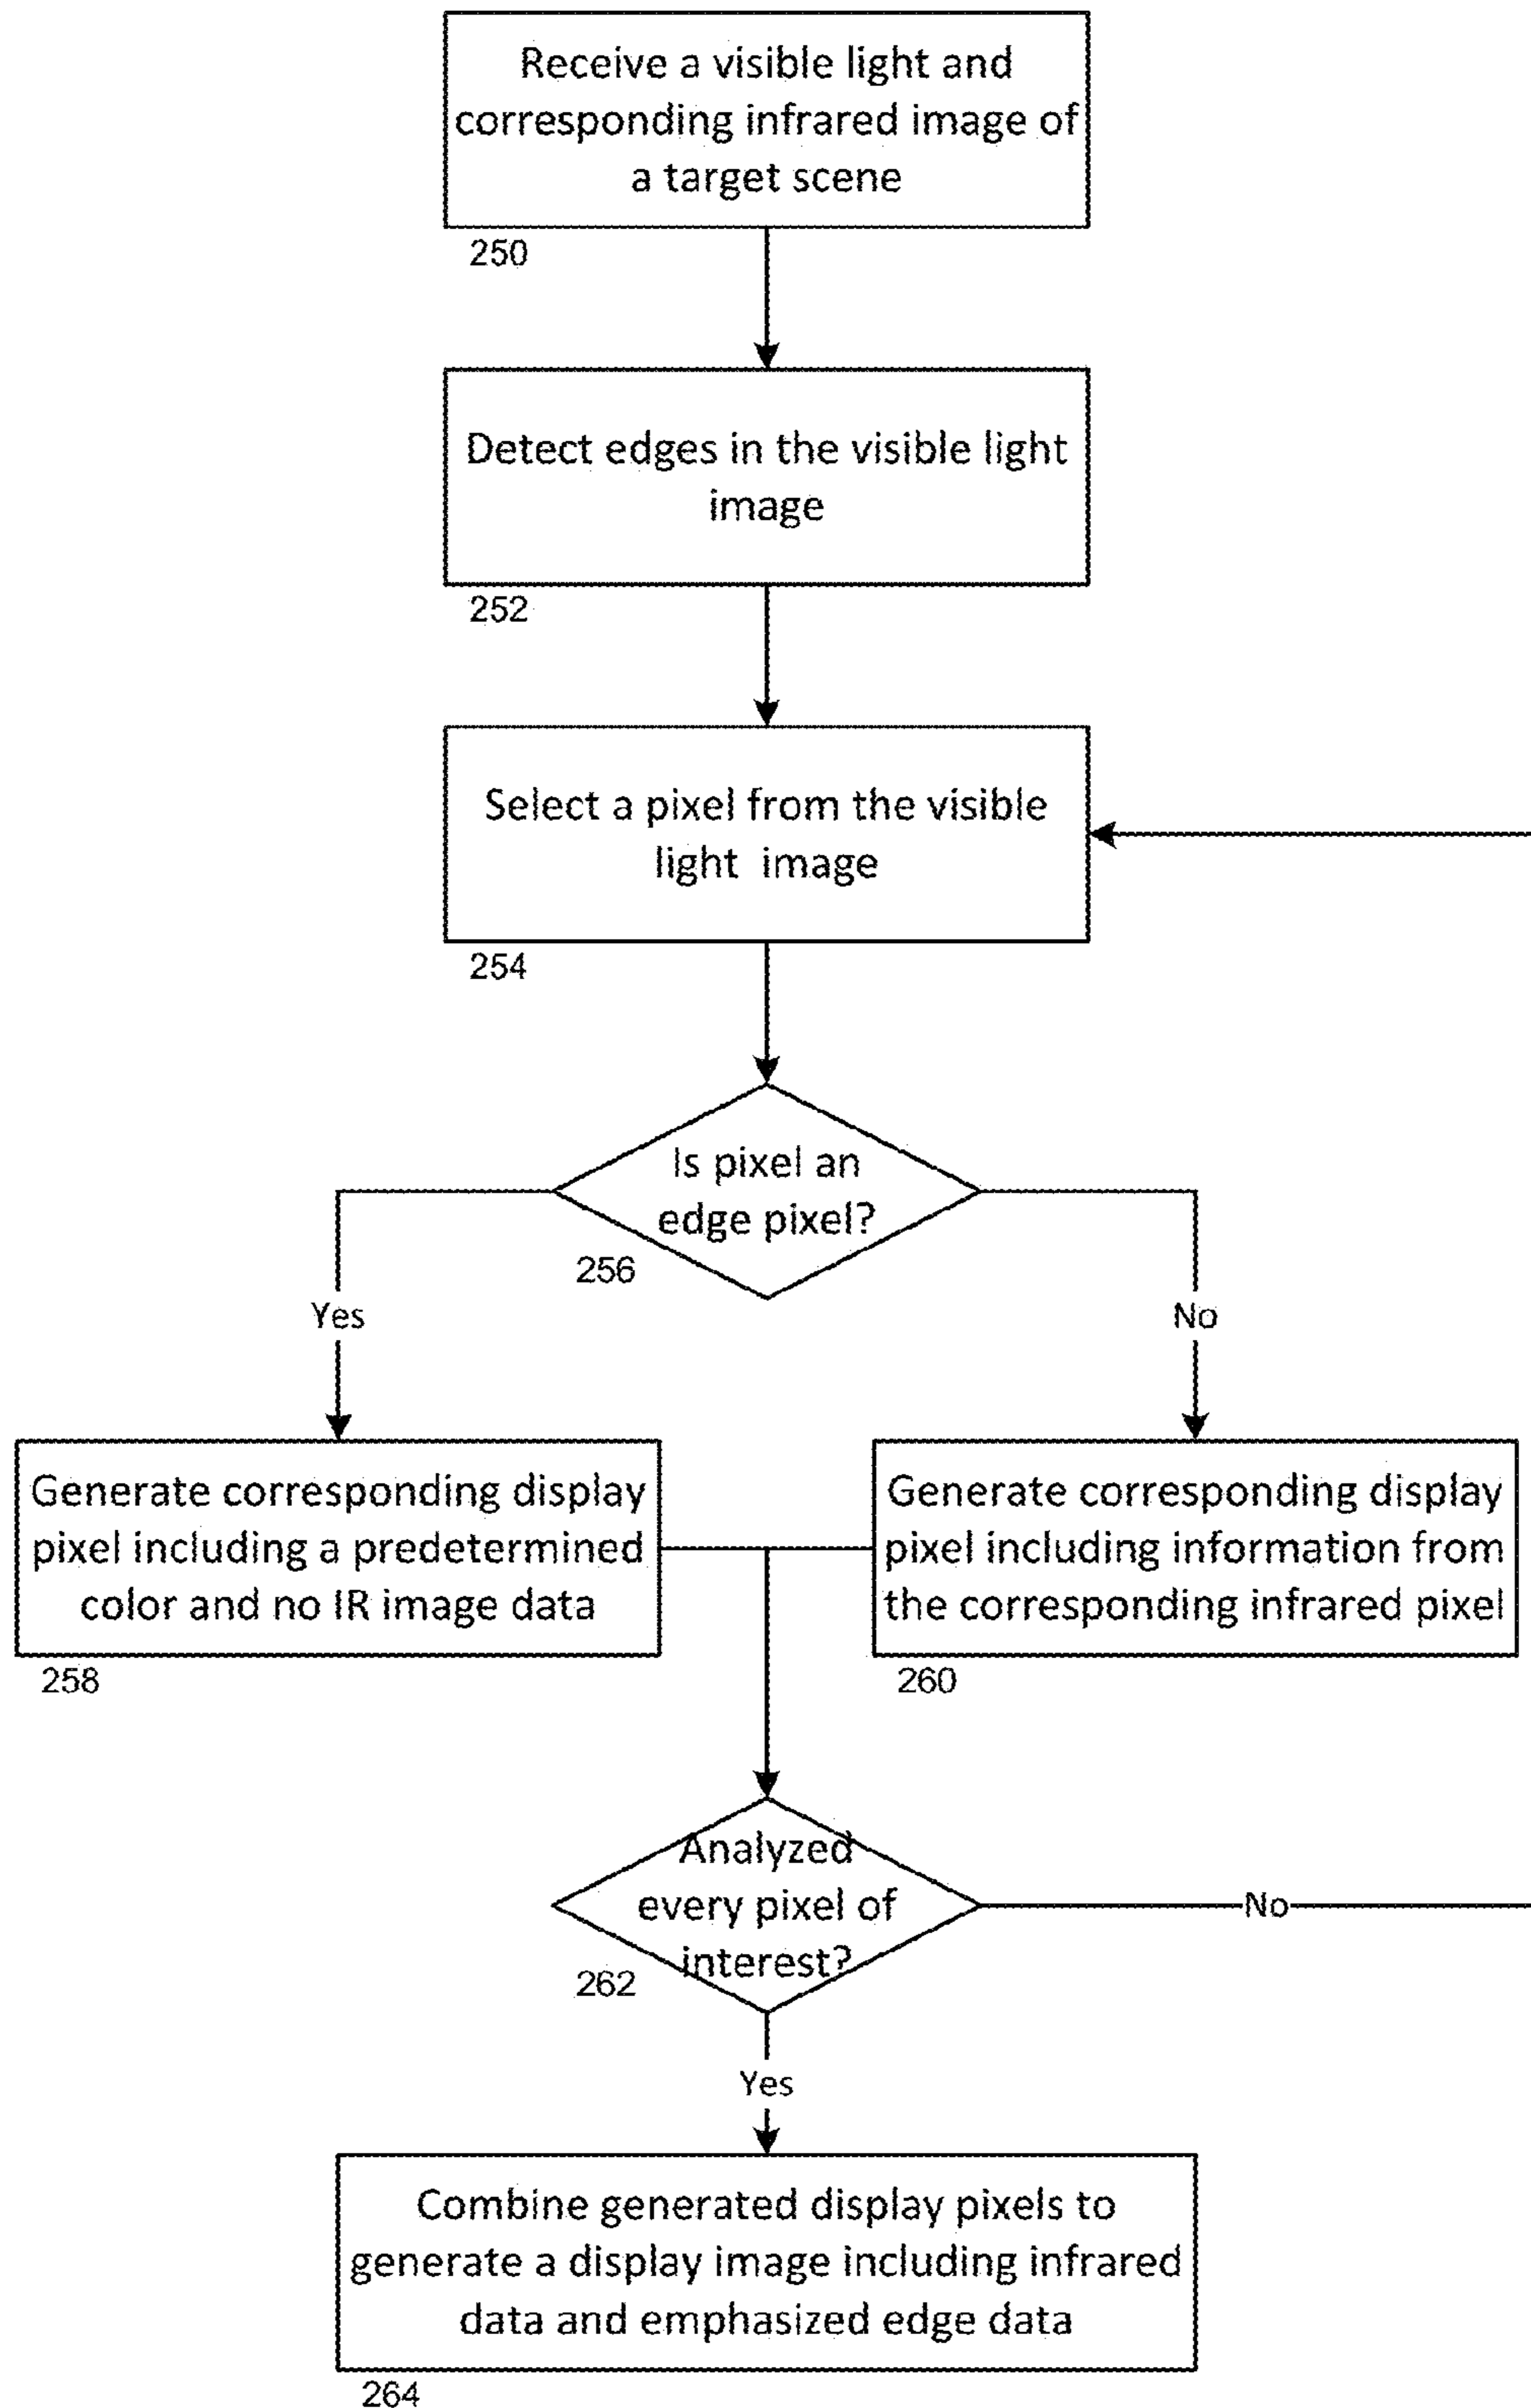 Receive a visible light and
corresponding infrared image of
a target scene
250
Detect edges in the visible light
image
252
Select a pixel from the visible
light image
254
Is pixel an
edge pixel?
256
Yes
No
Generate corresponding display
pixel including a predetermined
color and no IR image data
258
Generate corresponding display
pixel including information from
the corresponding infrared pixel
260
Analyzed
every pixel of
interest?
262
No
Yes
Combine generated display pixels to
generate a display image including infrared
data and emphasized edge data
264